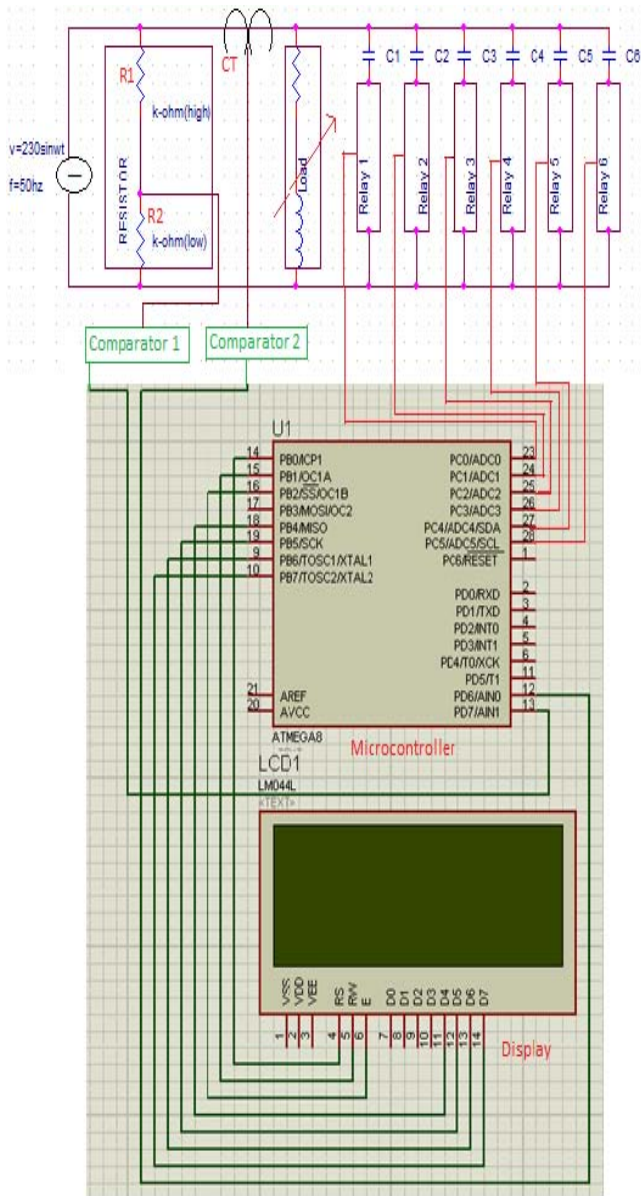 CT
C1 C2 C3 C4 C5 C6
R1
k-ohm(high)
v=230sinwt
f=50hz
RESISTOR
R2
k-ohm(low)
Load
Relay 1
Relay 2
Relay 3
Relay 4
Relay 5
Relay 6
Comparator 1
Comparator 2
U1
14 PB0/ICP1 PC0/ADC0 23
15 PB1/OC1A PC1/ADC1 24
16 PB2/SS/OC1B PC2/ADC2 25
17 PB3/MOSI/OC2 PC3/ADC3 26
18 PB4/MISO PC4/ADC4/SDA 27
19 PB5/SCK PC5/ADC5/SCL 28
9 PB6/TOSC1/XTAL1 PC6/RESET 1
10 PB7/TOSC2/XTAL2
PD0/RXD 2
PD1/TXD 3
PD2/INT0 4
PD3/INT1 5
PD4/T0/XCK 6
PD5/T1 11
21 AREF PD6/AIN0 12
20 AVCC PD7/AIN1 13
ATMEGA8
Microcontroller
LCD1
LM044L
<TEXT>
VSS VDD VEE RS RW E D0 D1 D2 D3 D4 D5 D6 D7
1 2 3 4 5 6 7 8 9 10 11 12 13 14
Display